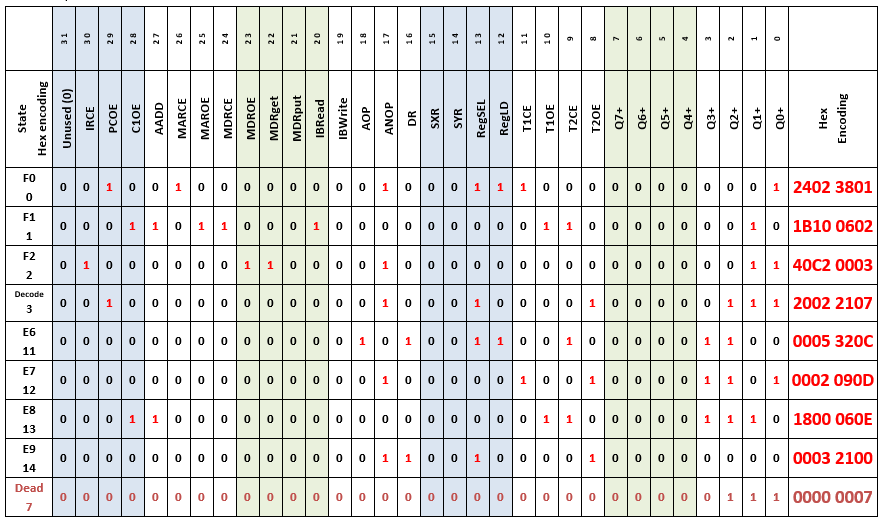 31 30 29 28 27 26 25 24 23 22 21 20 19 18 17 16 15 14 13 12 11 10 9 8 7 6 5 4 3 2 1 0
State Hex encoding Unused (0) IRCE PCOE C1OE AADD MARCE MAROE MDRCE MDROE MDRget MDRput IBRead IBWrite AOP ANOP DR SXR SYR RegSEL RegLD T1CE T1OE T2CE T2OE Q7+ Q6+ Q5+ Q4+ Q3+ Q2+ Q1+ Q0+ Hex Encoding
F0 0 0 0 1 0 0 1 0 0 0 0 0 0 0 0 1 0 0 0 1 1 1 0 0 0 0 0 0 0 0 0 0 1 2402 3801
F1 1 0 0 0 1 1 0 1 1 0 0 0 1 0 0 0 0 0 0 0 0 0 1 1 0 0 0 0 0 0 0 1 0 1B10 0602
F2 2 0 1 0 0 0 0 0 0 1 1 0 0 0 0 1 0 0 0 0 0 0 0 0 0 0 0 0 0 0 0 1 1 40C2 0003
Decode 3 0 0 1 0 0 0 0 0 0 0 0 0 0 0 1 0 0 0 1 0 0 0 0 1 0 0 0 0 0 1 1 1 2002 2107
E6 11 0 0 0 0 0 0 0 0 0 0 0 0 0 1 0 1 0 0 1 1 0 0 1 0 0 0 0 0 1 1 0 0 0005 320C
E7 12 0 0 0 0 0 0 0 0 0 0 0 0 0 0 1 0 0 0 0 0 1 0 0 1 0 0 0 0 1 1 0 1 0002 090D
E8 13 0 0 0 1 1 0 0 0 0 0 0 0 0 0 0 0 0 0 0 0 0 1 1 0 0 0 0 0 1 1 1 0 1800 060E
E9 14 0 0 0 0 0 0 0 0 0 0 0 0 0 0 1 1 0 0 1 0 0 0 0 1 0 0 0 0 0 0 0 0 0003 2100
Dead 7 0 0 0 0 0 0 0 0 0 0 0 0 0 0 0 0 0 0 0 0 0 0 0 0 0 0 0 0 0 1 1 1 0000 0007